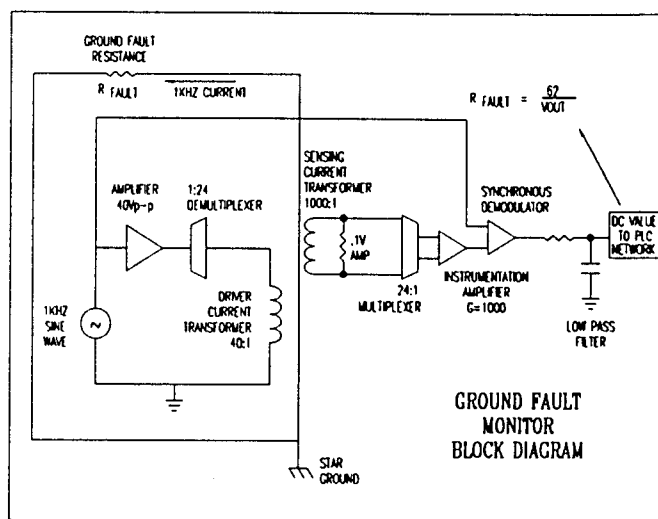 GROUND FAULT
RESISTANCE
R FAULT
1KHZ CURRENT
R FAULT = 62
VOUT
AMPLIFIER
40Vp-p
1:24
DEMULTIPLEXER
SENSING
CURRENT
TRANSFORMER
1000:1
SYNCHRONOUS
DEMODULATOR
.1V
AMP
DC VALUE
TO PLC
NETWORK
1KHZ
SINE
WAVE
~
DRIVER
CURRENT
TRANSFORMER
40:1
24:1
MULTIPLEXER
INSTRUMENTATION
AMPLIFIER
G=1000
LOW PASS
FILTER
GROUND FAULT
MONITOR
BLOCK DIAGRAM
STAR
GROUND